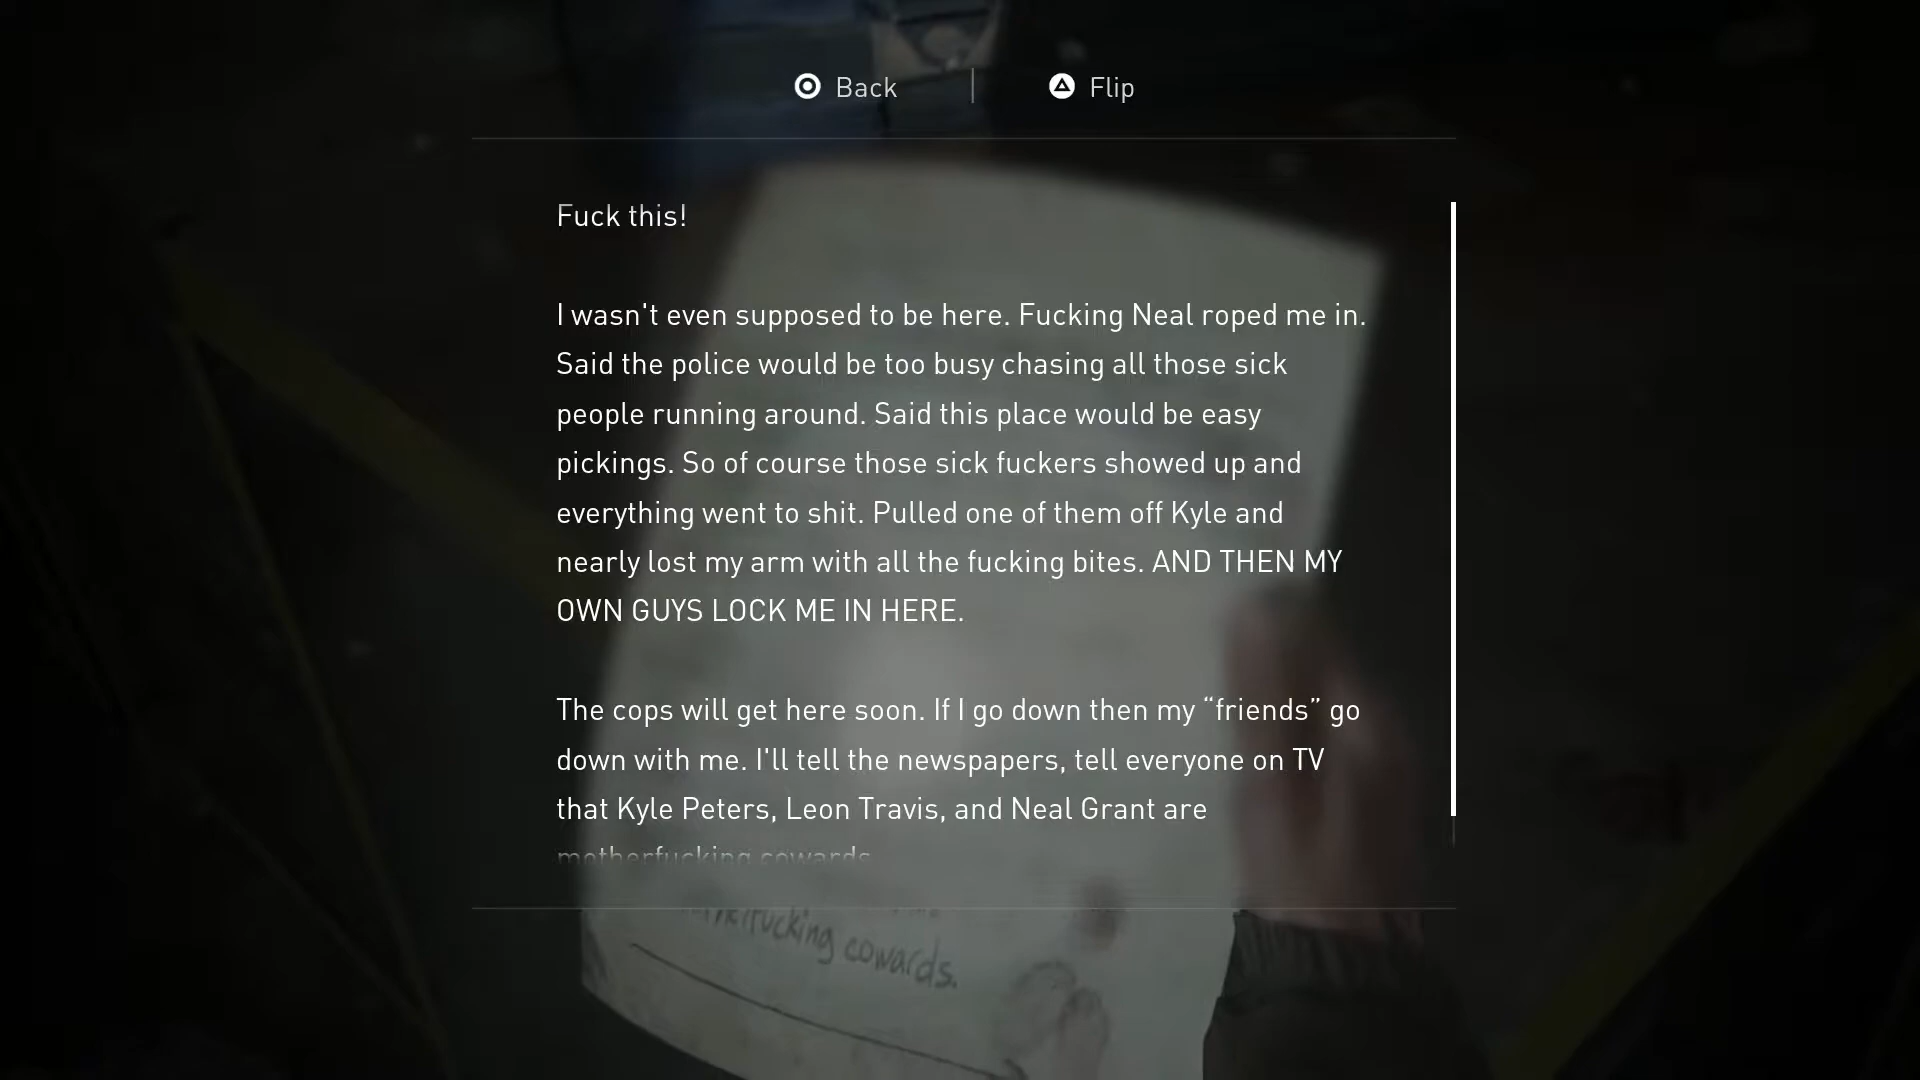 Back
Flip
Fuck this!
I wasn't even supposed to be here. Fucking Neal roped me in.
Said the police would be too busy chasing all those sick
people running around. Said this place would be easy
pickings. So of course those sick fuckers showed up and
everything went to shit. Pulled one of them off Kyle and
nearly lost my arm with all the fucking bites. AND THEN MY
OWN GUYS LOCK ME IN HERE.
The cops will get here soon. If I go down then my “friends” go
down with me. I'll tell the newspapers, tell everyone on TV
that Kyle Peters, Leon Travis, and Neal Grant are
motherfucking cowards.
motherfucking cowards.